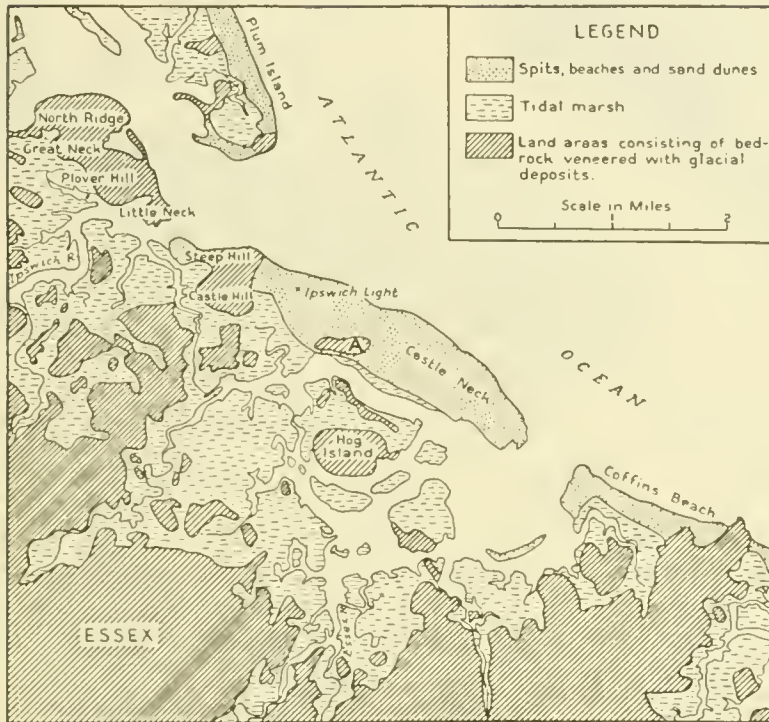 LEGEND
Spits, beaches and sand dunes
Tidal marsh
Land areas consisting of bed-
rock veneered with glacial
deposits.
Scale in Miles
0 2
Plum Island
ATLANTIC
North Ridge
Great Neck
Plover Hill
Little Neck
Ipswich R.
Steep Hill
Castle Hill
Ipswich Light
A
Castle Neck
OCEAN
Hog
Island
Coffins Beach
ESSEX
Essex R.